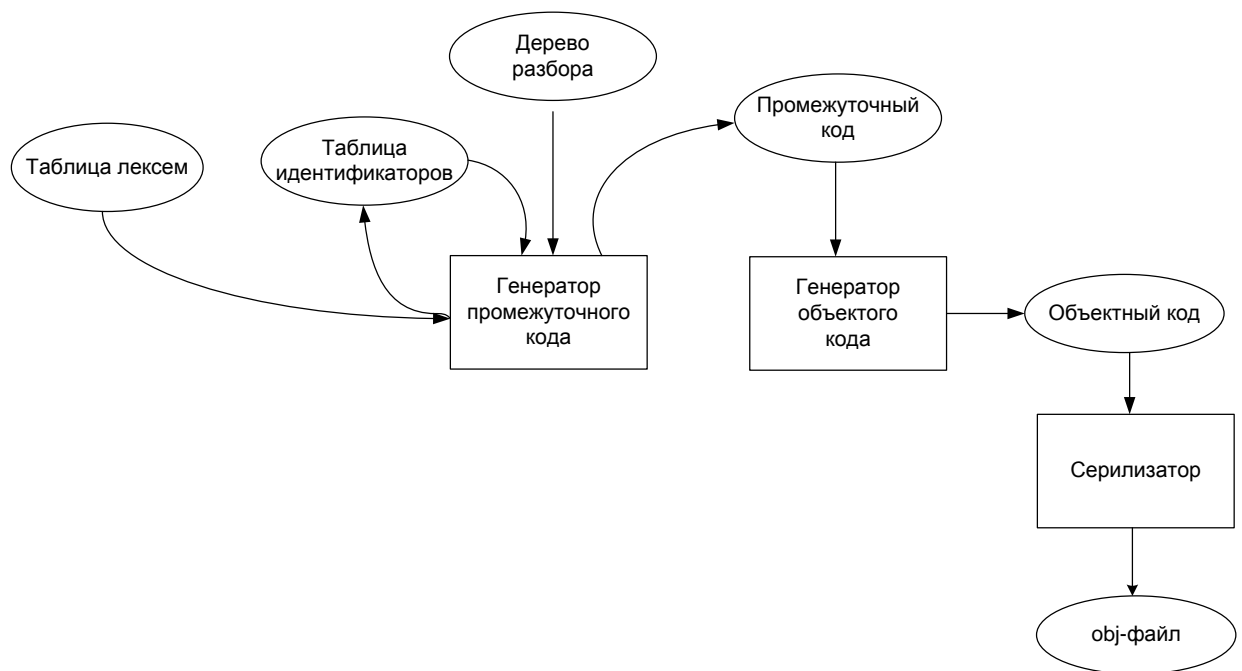 Дерево
разбора
Промежуточный
код
Таблица лексем
Таблица
идентификаторов
Генератор
промежуточного
кода
Генератор
объектого
кода
Объектный код
Серилизатор
obj-файл